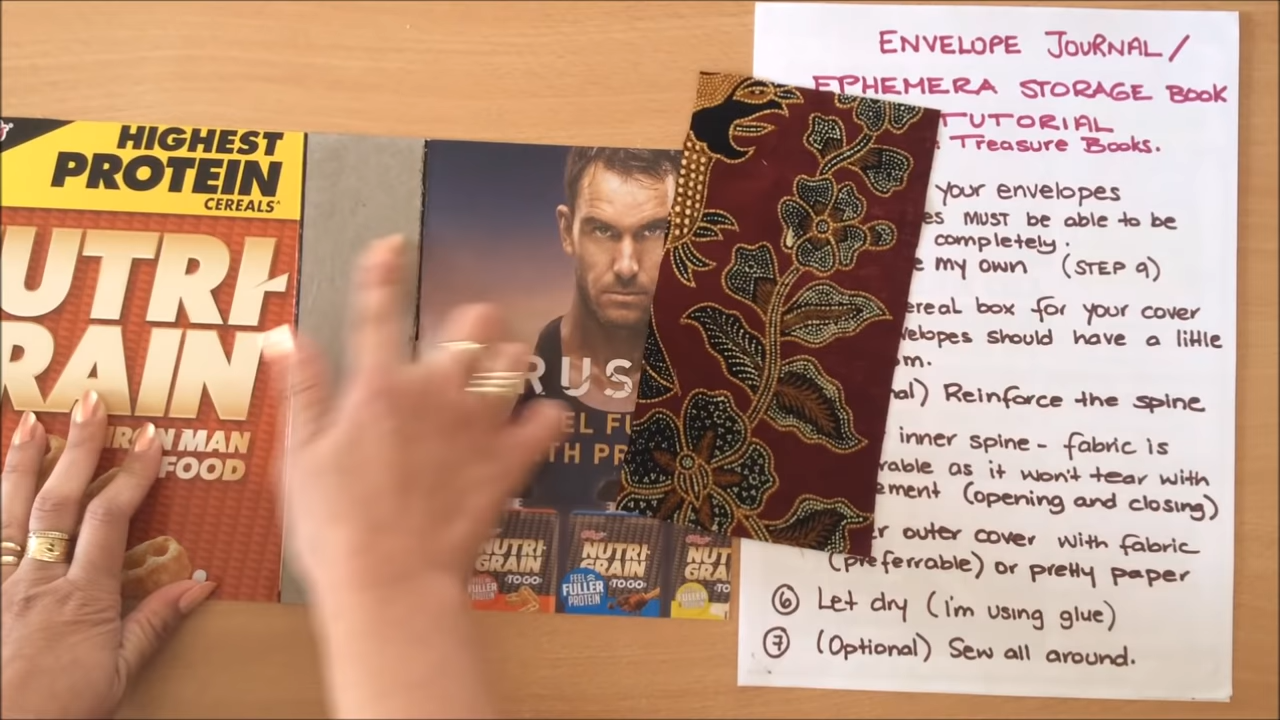 HIGHEST
PROTEIN
CEREALS^
UTRI-
RAIN
IRON MAN
FOOD
RUS
EL FU
TH PR
NUTRI-
GRAIN
TO GO
NUTRI-
GRAIN
TO GO
FEEL
FULLER
PROTEIN
NUT
GRA
ENVELOPE JOURNAL/
EPHEMERA STORAGE BOOK
TUTORIAL
Treasure Books.
your envelopes
es MUST be able to be
completely.
e my own (STEP 9)
ereal box for your cover
velopes should have a little
m.
nal) Reinforce the spine
inner spine - fabric is
rable as it won't tear with
ement (opening and closing)
r outer cover with fabric
(preferrable) or pretty paper
6 Let dry (i'm using glue)
7 (Optional) Sew all around.